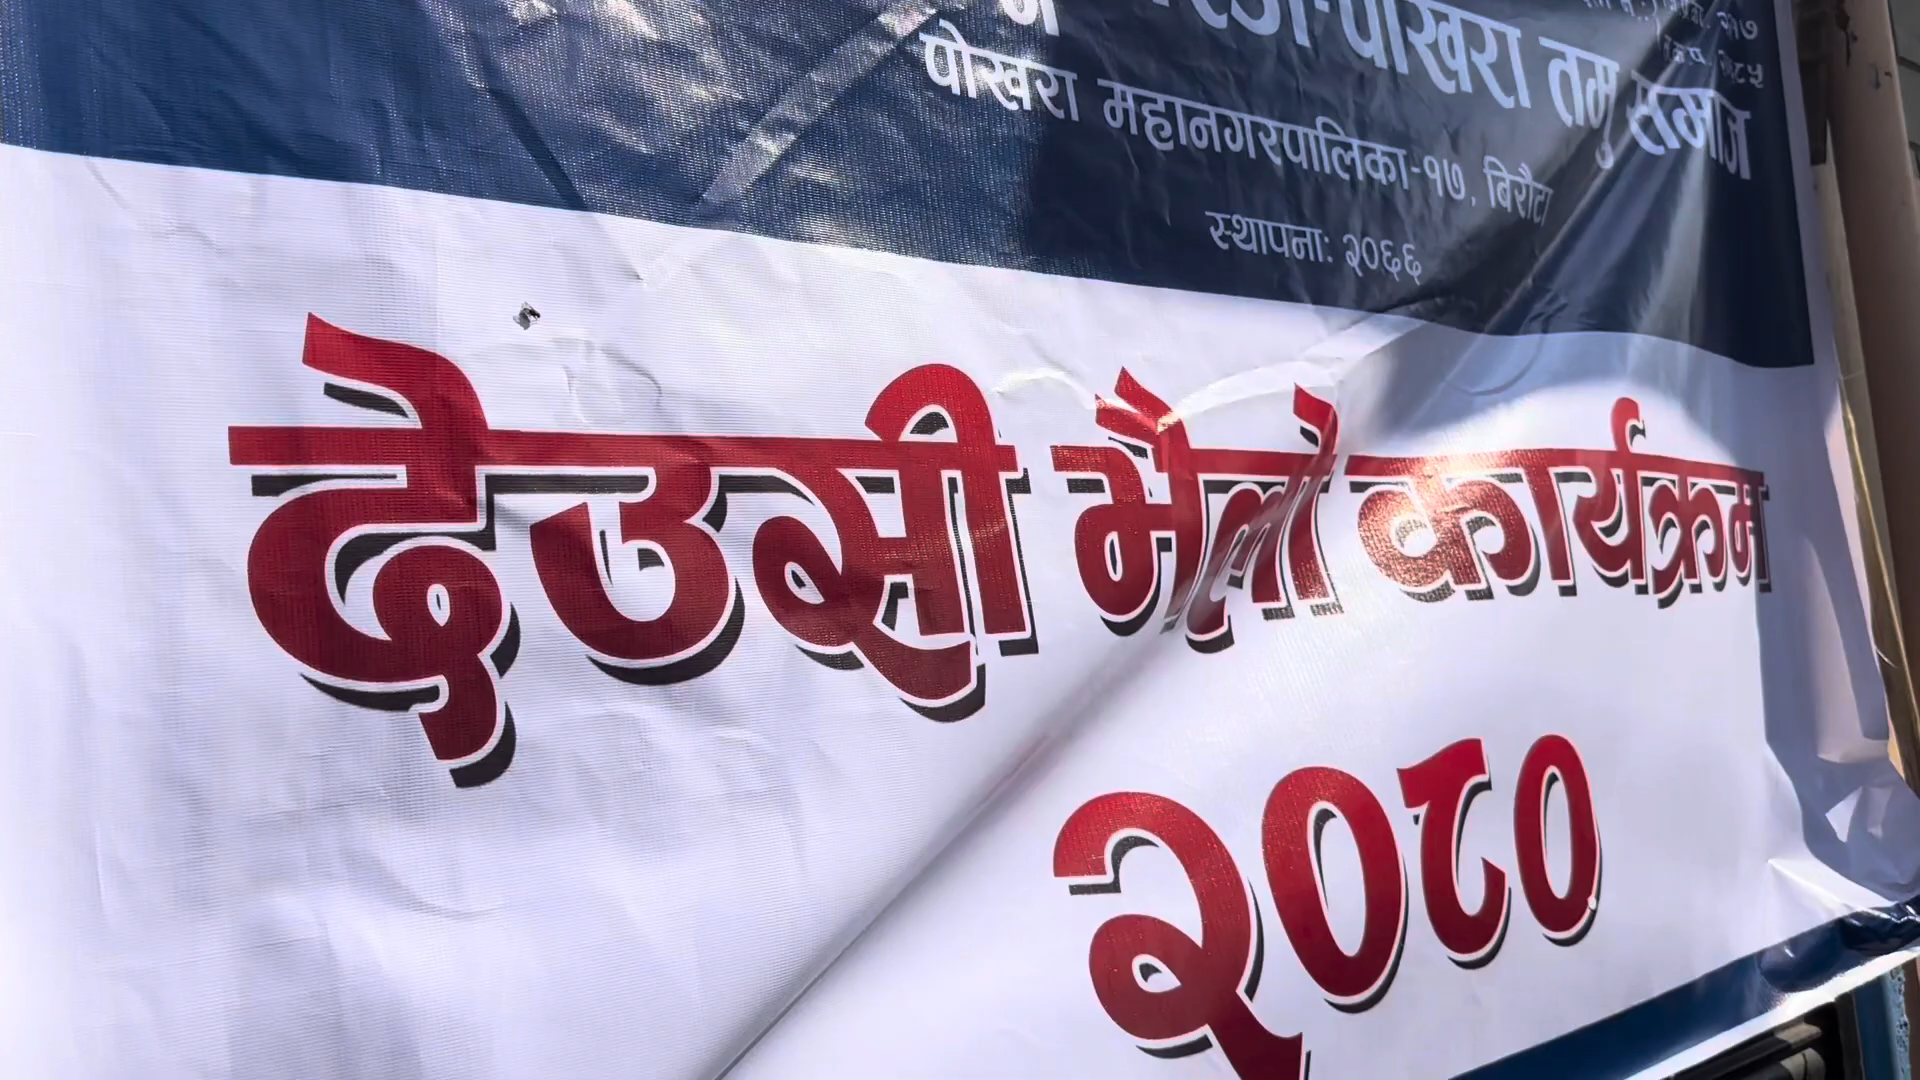 पोखरा तमु समाज
पोखरा महानगरपालिका-१७, बिरौटा
स्थापना: २०६६
देउसी भैलो कार्यक्रम
२०८०